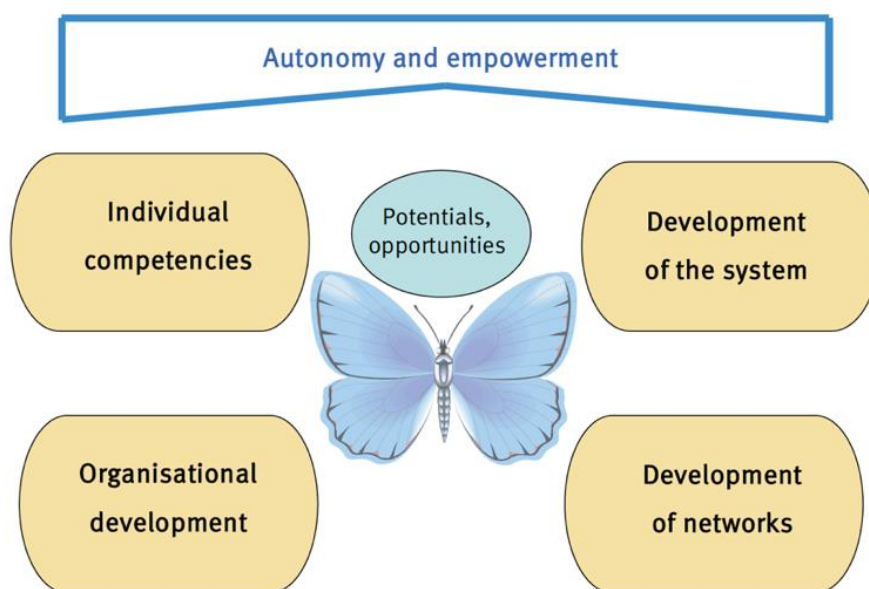 Autonomy and empowerment
Individual
competencies
Potentials,
opportunities
Development
of the system
Organisational
development
Development
of networks